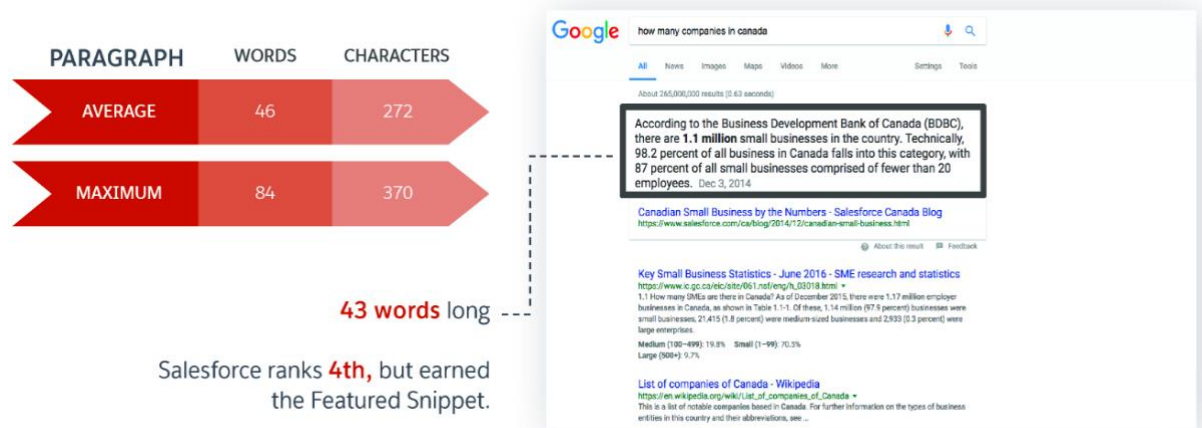 PARAGRAPH WORDS CHARACTERS
AVERAGE 46 272
MAXIMUM 84 370
43 words long
Salesforce ranks 4th, but earned
the Featured Snippet.
Google how many companies in canada
All News Images Maps Videos More Settings Tools
About 265,000,000 results (0.63 seconds)
According to the Business Development Bank of Canada (BDBC),
there are 1.1 million small businesses in the country. Technically,
98.2 percent of all business in Canada falls into this category, with
87 percent of all small businesses comprised of fewer than 20
employees. Dec 3, 2014
Canadian Small Business by the Numbers - Salesforce Canada Blog
https://www.salesforce.com/ca/blog/2014/12/canadian-small-business.html
About this result Feedback
Key Small Business Statistics - June 2016 - SME research and statistics
https://www.ic.gc.ca/eic/site/061.nsf/eng/h_03018.html
1.1 How many SMEs are there in Canada? As of December 2015, there were 1.17 million employer
businesses in Canada, as shown in Table 1.1-1. Of these, 1.14 million (97.9 percent) businesses were
small businesses, 21,415 (1.8 percent) were medium-sized businesses and 2,933 (0.3 percent) were
large enterprises.
Medium (100–499): 19.8% Small (1–99): 70.5%
Large (500+): 9.7%
List of companies of Canada - Wikipedia
https://en.wikipedia.org/wiki/List_of_companies_of_Canada
This is a list of notable companies based in Canada. For further information on the types of business
entities in this country and their abbreviations, see ...